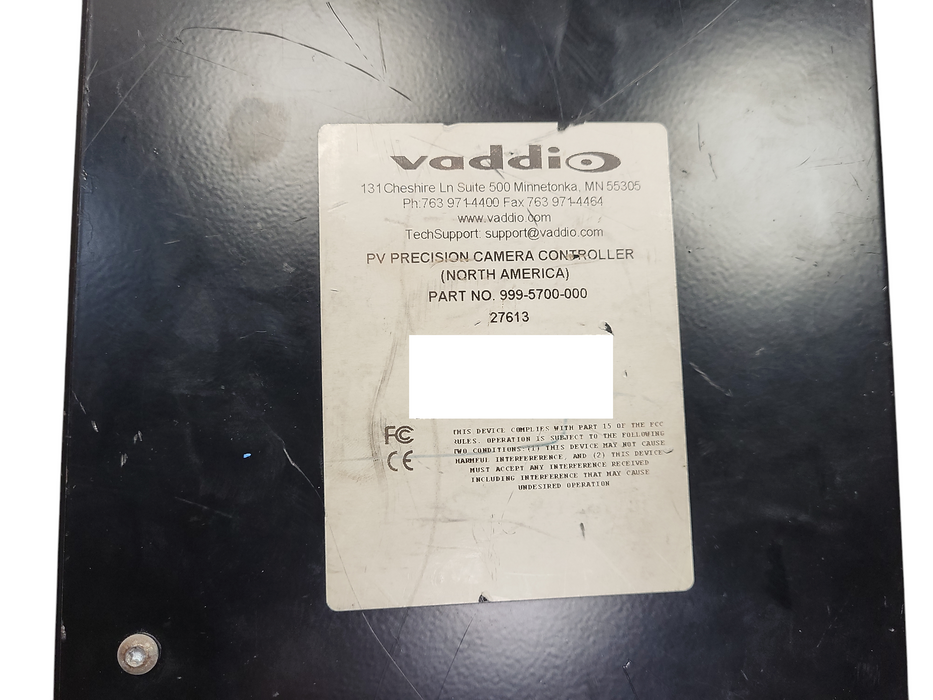 vaddio
131 Cheshire Ln Suite 500 Minnetonka, MN 55305
Ph:763 971-4400 Fax 763 971-4464
www.vaddio.com
TechSupport: support@vaddio.com
PV PRECISION CAMERA CONTROLLER
(NORTH AMERICA)
PART NO. 999-5700-000
27613
FC
CE
THIS DEVICE COMPLIES WITH PART 15 OF THE FCC
RULES. OPERATION IS SUBJECT TO THE FOLLOWING
TWO CONDITIONS: (1) THIS DEVICE MAY NOT CAUSE
HARMFUL INTERFERERENCE, AND (2) THIS DEVICE
MUST ACCEPT ANY INTERFERENCE RECEIVED
INCLUDING INTERFERENCE THAT MAY CAUSE
UNDESIRED OPERATION